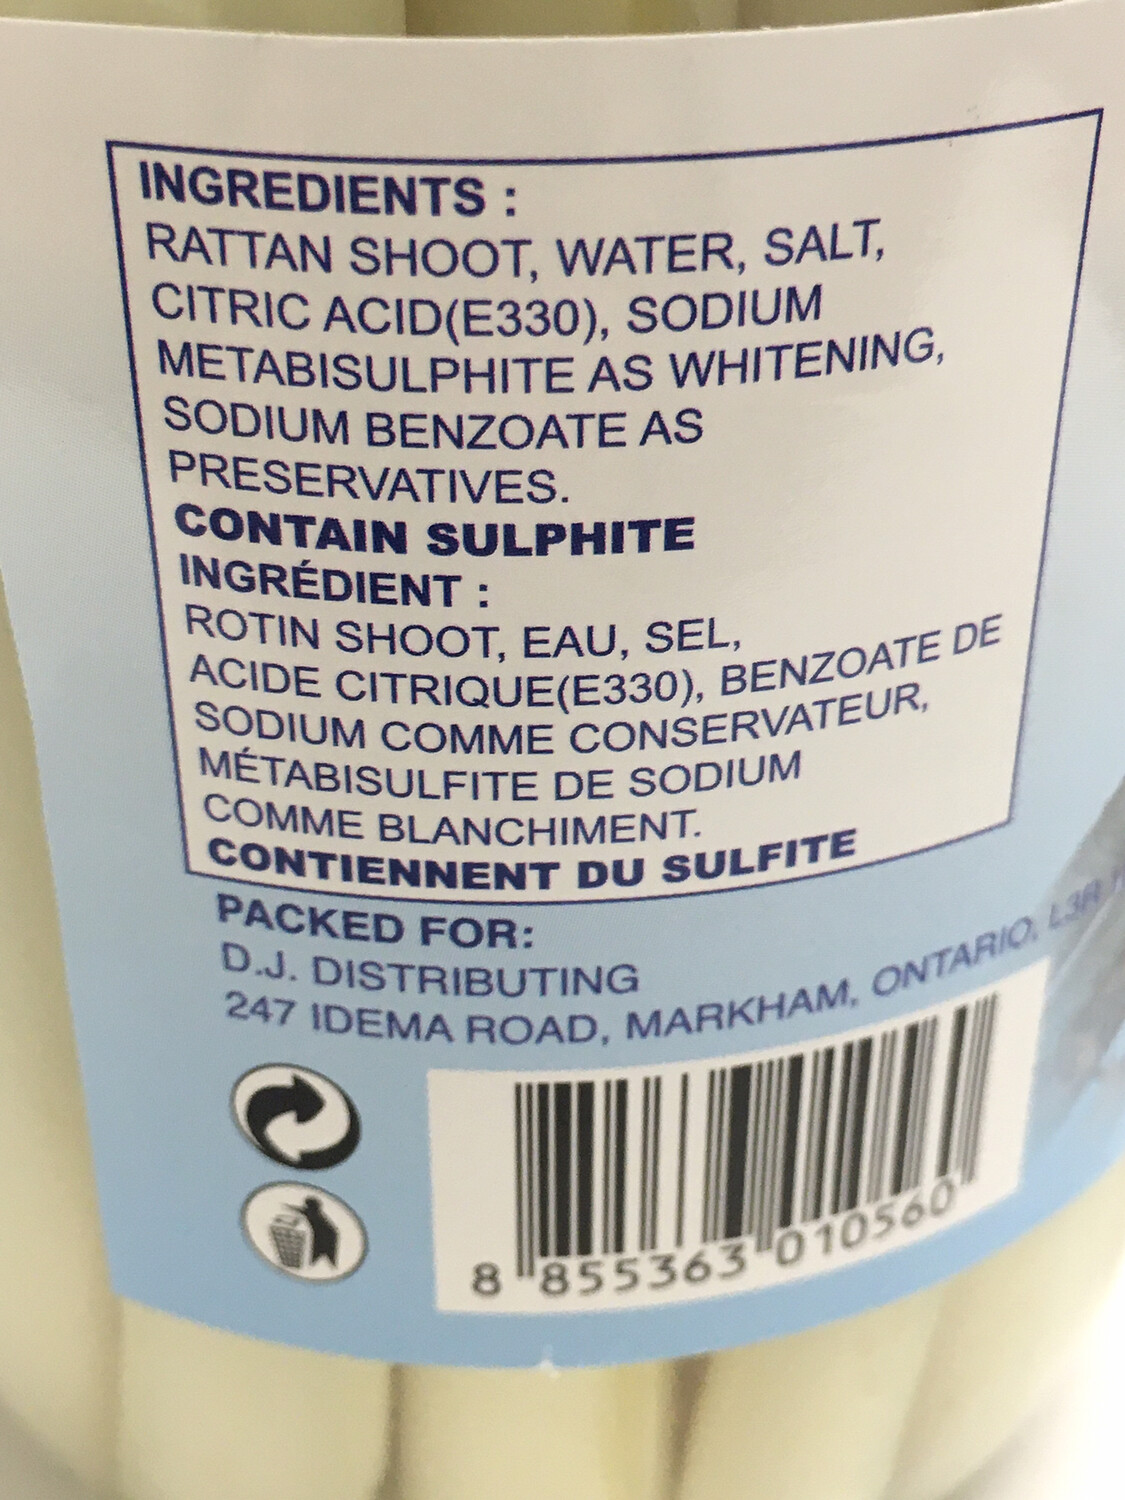 INGREDIENTS :
RATTAN SHOOT, WATER, SALT,
CITRIC ACID(E330), SODIUM
METABISULPHITE AS WHITENING,
SODIUM BENZOATE AS
PRESERVATIVES.
CONTAIN SULPHITE
INGRÉDIENT :
ROTIN SHOOT, EAU, SEL,
ACIDE CITRIQUE(E330), BENZOATE DE
SODIUM COMME CONSERVATEUR,
MÉTABISULFITE DE SODIUM
COMME BLANCHIMENT.
CONTIENNENT DU SULFITE
PACKED FOR:
D.J. DISTRIBUTING
247 IDEMA ROAD, MARKHAM, ONTARIO, L3R
8 855363 010560